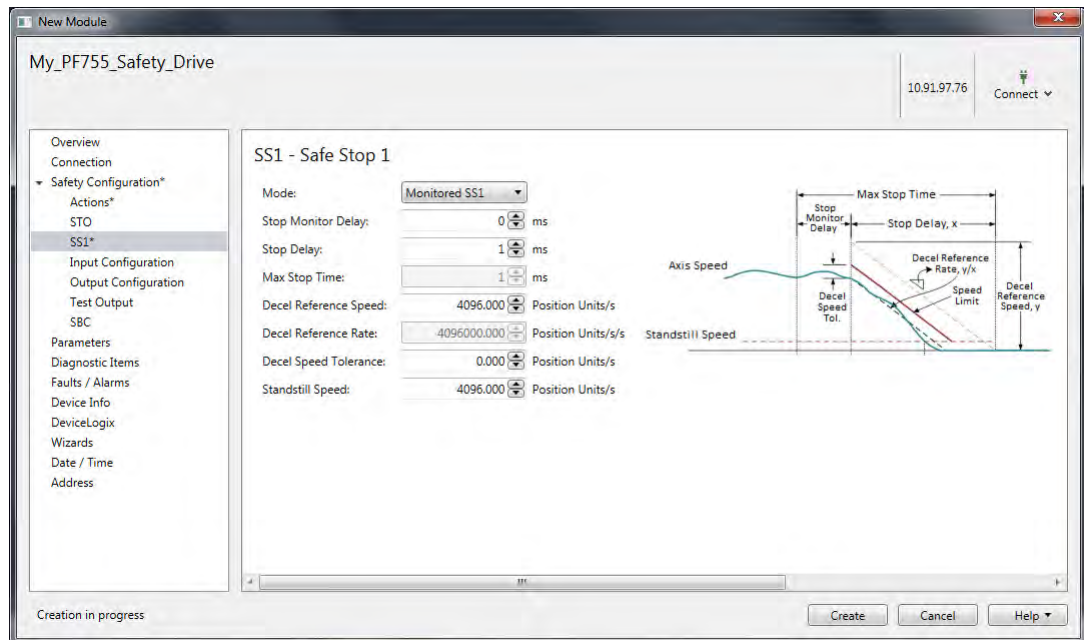 New Module
My_PF755_Safety_Drive
10.91.97.76
Connect
Overview
Connection
Safety Configuration*
Actions*
STO
SS1*
Input Configuration
Output Configuration
Test Output
SBC
Parameters
Diagnostic Items
Faults / Alarms
Device Info
DeviceLogix
Wizards
Date / Time
Address
SS1 - Safe Stop 1
Mode: Monitored SS1
Stop Monitor Delay: 0 ms
Stop Delay: 1 ms
Max Stop Time: 1 ms
Decel Reference Speed: 4096.000 Position Units/s
Decel Reference Rate: 4096000.000 Position Units/s/s
Decel Speed Tolerance: 0.000 Position Units/s
Standstill Speed: 4096.000 Position Units/s
Max Stop Time
Stop
Monitor
Delay
Stop Delay, x
Axis Speed
Decel Reference
Rate, y/x
Decel
Speed
Tol.
Speed
Limit
Decel
Reference
Speed, y
Standstill Speed
Creation in progress
Create
Cancel
Help